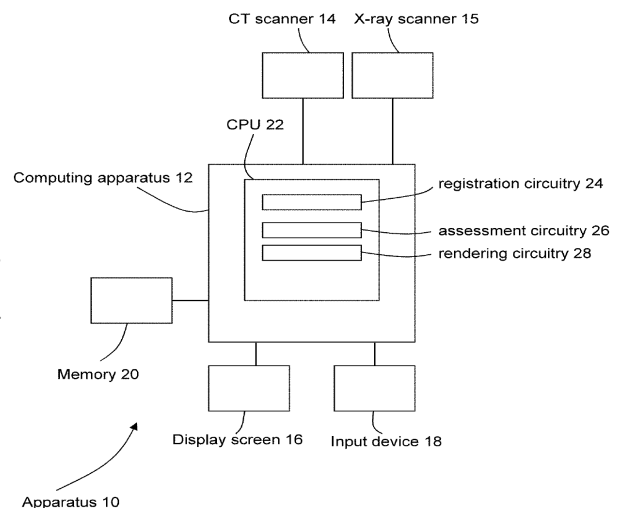 CT scanner 14
X-ray scanner 15
CPU 22
Computing apparatus 12
registration circuitry 24
assessment circuitry 26
rendering circuitry 28
Memory 20
Display screen 16
Input device 18
Apparatus 10